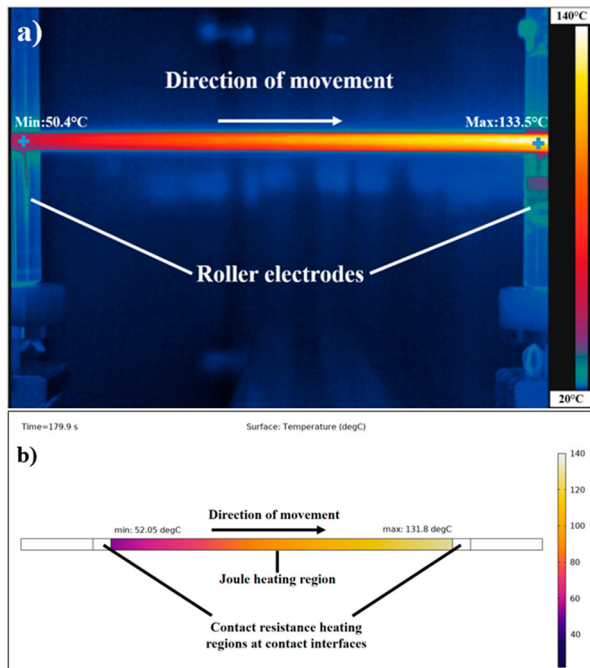 a)
140°C
Direction of movement
Min:50.4°C
Max:133.5°C
Roller electrodes
20°C
Time=179.9 s
Surface: Temperature (degC)
b)
140
Direction of movement
min: 52.05 degC
max: 131.8 degC
120
100
Joule heating region
80
Contact resistance heating
regions at contact interfaces
60
40